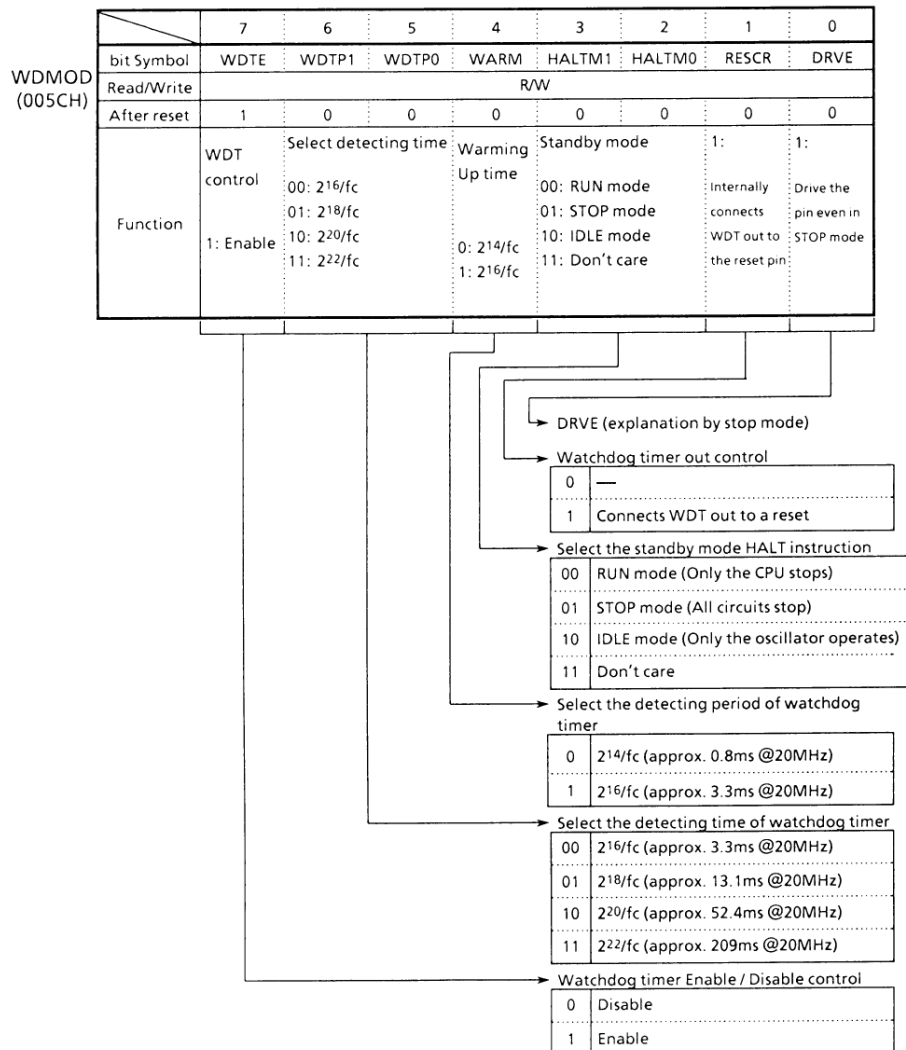 7 6 5 4 3 2 1 0
bit Symbol WDTE WDTP1 WDTP0 WARM HALTM1 HALTM0 RESCR DRVE
WDMOD
(005CH)
Read/Write R/W
After reset 1 0 0 0 0 0 0 0
Function
WDT
control
1: Enable
Select detecting time
00: 2¹⁶/fc
01: 2¹⁸/fc
10: 2²⁰/fc
11: 2²²/fc
Warming
Up time
0: 2¹⁴/fc
1: 2¹⁶/fc
Standby mode
00: RUN mode
01: STOP mode
10: IDLE mode
11: Don't care
1:
Internally
connects
WDT out to
the reset pin
1:
Drive the
pin even in
STOP mode
DRVE (explanation by stop mode)
Watchdog timer out control
0 —
1 Connects WDT out to a reset
Select the standby mode HALT instruction
00 RUN mode (Only the CPU stops)
01 STOP mode (All circuits stop)
10 IDLE mode (Only the oscillator operates)
11 Don't care
Select the detecting period of watchdog
timer
0 2¹⁴/fc (approx. 0.8ms @20MHz)
1 2¹⁶/fc (approx. 3.3ms @20MHz)
Select the detecting time of watchdog timer
00 2¹⁶/fc (approx. 3.3ms @20MHz)
01 2¹⁸/fc (approx. 13.1ms @20MHz)
10 2²⁰/fc (approx. 52.4ms @20MHz)
11 2²²/fc (approx. 209ms @20MHz)
Watchdog timer Enable / Disable control
0 Disable
1 Enable